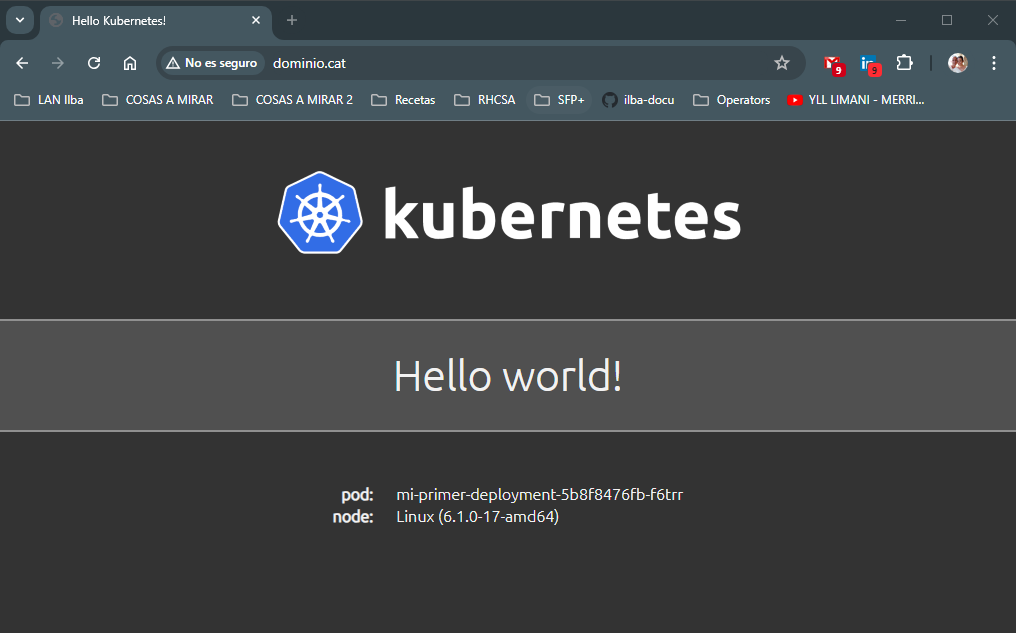 Hello Kubernetes!
No es seguro dominio.cat 9 9
LAN Ilba COSAS A MIRAR COSAS A MIRAR 2 Recetas RHCSA SFP+ ilba-docu Operators YLL LIMANI - MERRI...
kubernetes
Hello world!
pod: mi-primer-deployment-5b8f8476fb-f6trr
node: Linux (6.1.0-17-amd64)